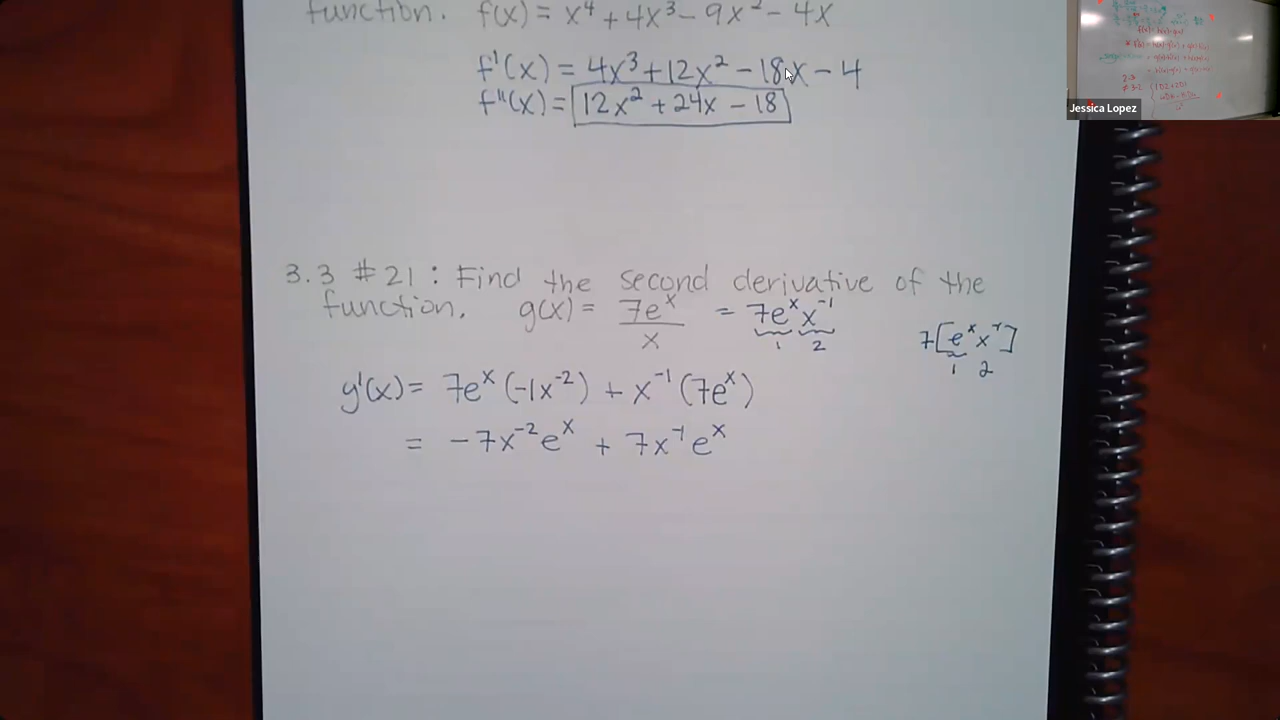 function. f(x) = x⁴ + 4x³ - 9x² - 4x
f'(x) = 4x³ + 12x² - 18x - 4
f''(x) = 12x² + 24x - 18
Jessica Lopez
3.3 #21: Find the second derivative of the
function. g(x) = 7eˣ/x = 7eˣx⁻¹
1 2
7[eˣx⁻¹]
1 2
g'(x) = 7eˣ(-1x⁻²) + x⁻¹(7eˣ)
= -7x⁻²eˣ + 7x⁻¹eˣ